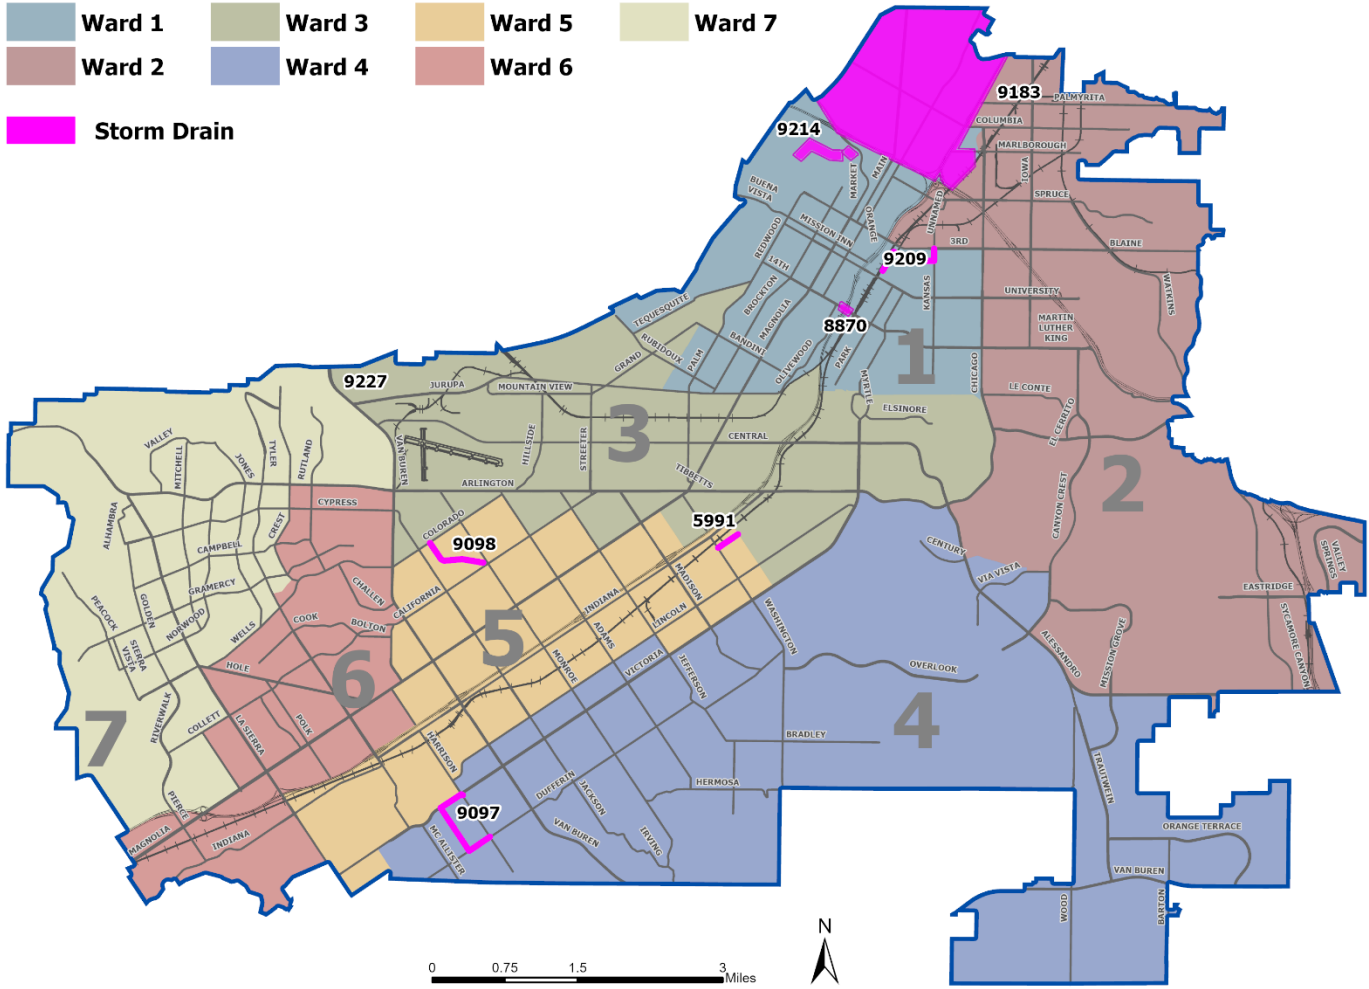 Ward 1
Ward 3
Ward 5
Ward 7
Ward 2
Ward 4
Ward 6
Storm Drain
9183
PALMYRITA
COLUMBIA
9214
MARLBOROUGH
MAIN
MARKET
IOWA
BUENA
VISTA
SPRUCE
UNNAMED
ORANGE
MISSION INN
REDWOOD
3RD
BLAINE
9209
14TH
WATKINS
KANSAS
UNIVERSITY
BROCKTON
MAGNOLIA
TEQUESQUITE
8870
MARTIN
LUTHER
KING
RUBIDOUX
BANDINI
GRAND
PALM
OLIVEWOOD
PARK
1
CHICAGO
MYRTLE
9227
JURUPA
MOUNTAIN VIEW
LE CONTE
ELSINORE
EL CERRITO
3
CENTRAL
VALLEY
MITCHELL
JONES
TYLER
RUTLAND
VAN BUREN
HILLSIDE
STREETER
TIBBETTS
ARLINGTON
2
CYPRESS
CANYON CREST
ALHAMBRA
CREST
COLORADO
5991
9098
CAMPBELL
CENTURY
VIA VISTA
VALLEY
SPRINGS
GRAMERCY
CHALLEN
MADISON
EASTRIDGE
PEACOCK
GOLDEN
NORWOOD
CALIFORNIA
INDIANA
LINCOLN
WASHINGTON
SYCAMORE CANYON
COOK
BOLTON
WELLS
ADAMS
5
SIERRA
VISTA
ALESSANDRO
MISSION GROVE
HOLE
6
MONROE
VICTORIA
JEFFERSON
OVERLOOK
RIVERWALK
COLLETT
LA SIERRA
POLK
4
7
HARRISON
BRADLEY
TRAUTWEIN
DUFFERIN
JACKSON
HERMOSA
PIERCE
9097
MAGNOLIA
INDIANA
MC ALLISTER
VAN BUREN
IRVING
ORANGE TERRACE
VAN BUREN
WOOD
BARTON
N
0
0.75
1.5
3
Miles